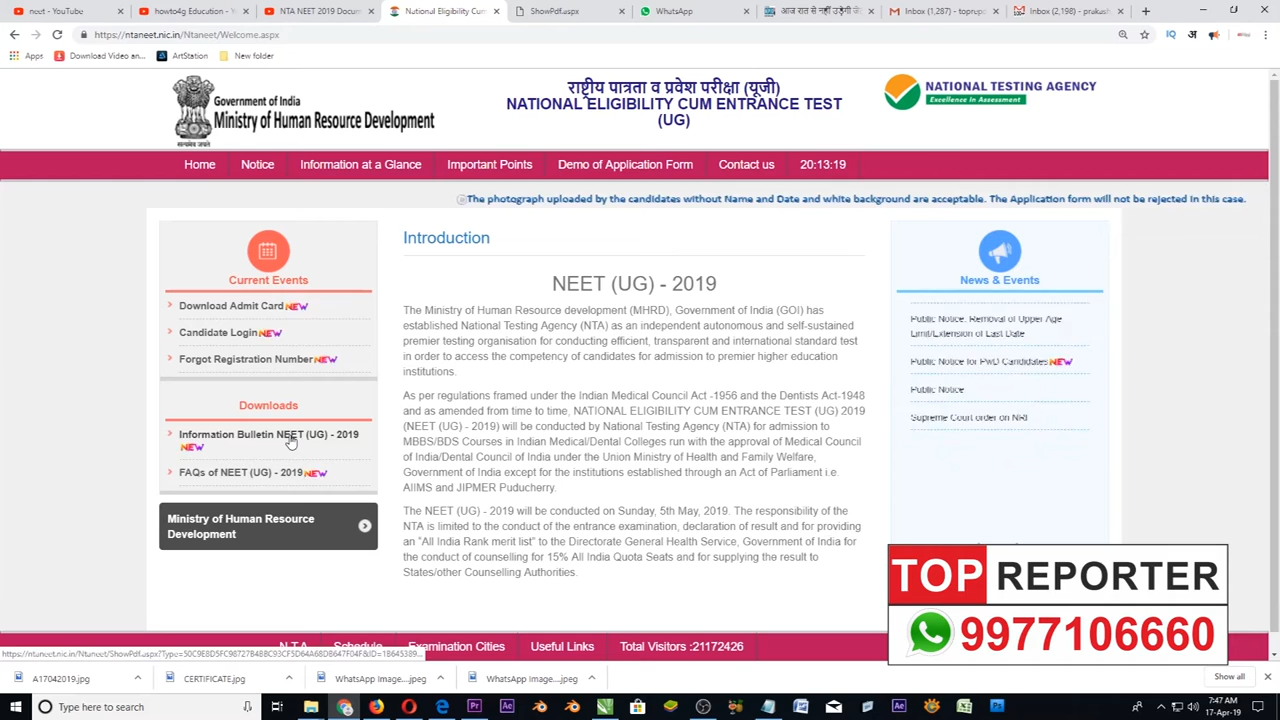 neet - YouTube
howto4g Education - Y
NTA NEET 2019 Docum
National Eligibility Cum
ShowPdf.aspx
WhatsApp
आज रात से नहीं उड़ेगी
Inbox (1,287) - toprepo
Inbox (2,198) - prakash
https://ntaneet.nic.in/Ntaneet/Welcome.aspx
Apps
Download Video an...
ArtStation
New folder
Government of India
Ministry of Human Resource Development
सत्यमेव जयते
राष्ट्रीय पात्रता व प्रवेश परीक्षा (यूजी)
NATIONAL ELIGIBILITY CUM ENTRANCE TEST
(UG)
NATIONAL TESTING AGENCY
Excellence in Assessment
Home Notice Information at a Glance Important Points Demo of Application Form Contact us 20:13:19
The photograph uploaded by the candidates without Name and Date and white background are acceptable. The Application form will not be rejected in this case.
Current Events
Download Admit Card NEW
Candidate Login NEW
Forgot Registration Number NEW
Downloads
Information Bulletin NEET (UG) - 2019
NEW
FAQs of NEET (UG) - 2019 NEW
Ministry of Human Resource
Development
Introduction
NEET (UG) - 2019
The Ministry of Human Resource development (MHRD), Government of India (GOI) has
established National Testing Agency (NTA) as an independent autonomous and self-sustained
premier testing organisation for conducting efficient, transparent and international standard test
in order to access the competency of candidates for admission to premier higher education
institutions.
As per regulations framed under the Indian Medical Council Act -1956 and the Dentists Act-1948
and as amended from time to time, NATIONAL ELIGIBILITY CUM ENTRANCE TEST (UG) 2019
(NEET (UG) - 2019) will be conducted by National Testing Agency (NTA) for admission to
MBBS/BDS Courses in Indian Medical/Dental Colleges run with the approval of Medical Council
of India/Dental Council of India under the Union Ministry of Health and Family Welfare,
Government of India except for the institutions established through an Act of Parliament i.e.
AIIMS and JIPMER Puducherry.
The NEET (UG) - 2019 will be conducted on Sunday, 5th May, 2019. The responsibility of the
NTA is limited to the conduct of the entrance examination, declaration of result and for providing
an "All India Rank merit list" to the Directorate General Health Service, Government of India for
the conduct of counselling for 15% All India Quota Seats and for supplying the result to
States/other Counselling Authorities.
News & Events
Public Notice: Removal of Upper Age
Limit/Extension of Last Date
Public Notice for PwD Candidates NEW
Public Notice
Supreme Court order on NRI
TOP REPORTER
9977106660
N T A Schedule Examination Cities Useful Links Total Visitors :21172426
A17042019.jpg
CERTIFICATE.jpg
WhatsApp Image....jpeg
WhatsApp Image....jpeg
Show all
Type here to search
7:47 AM
17-Apr-19